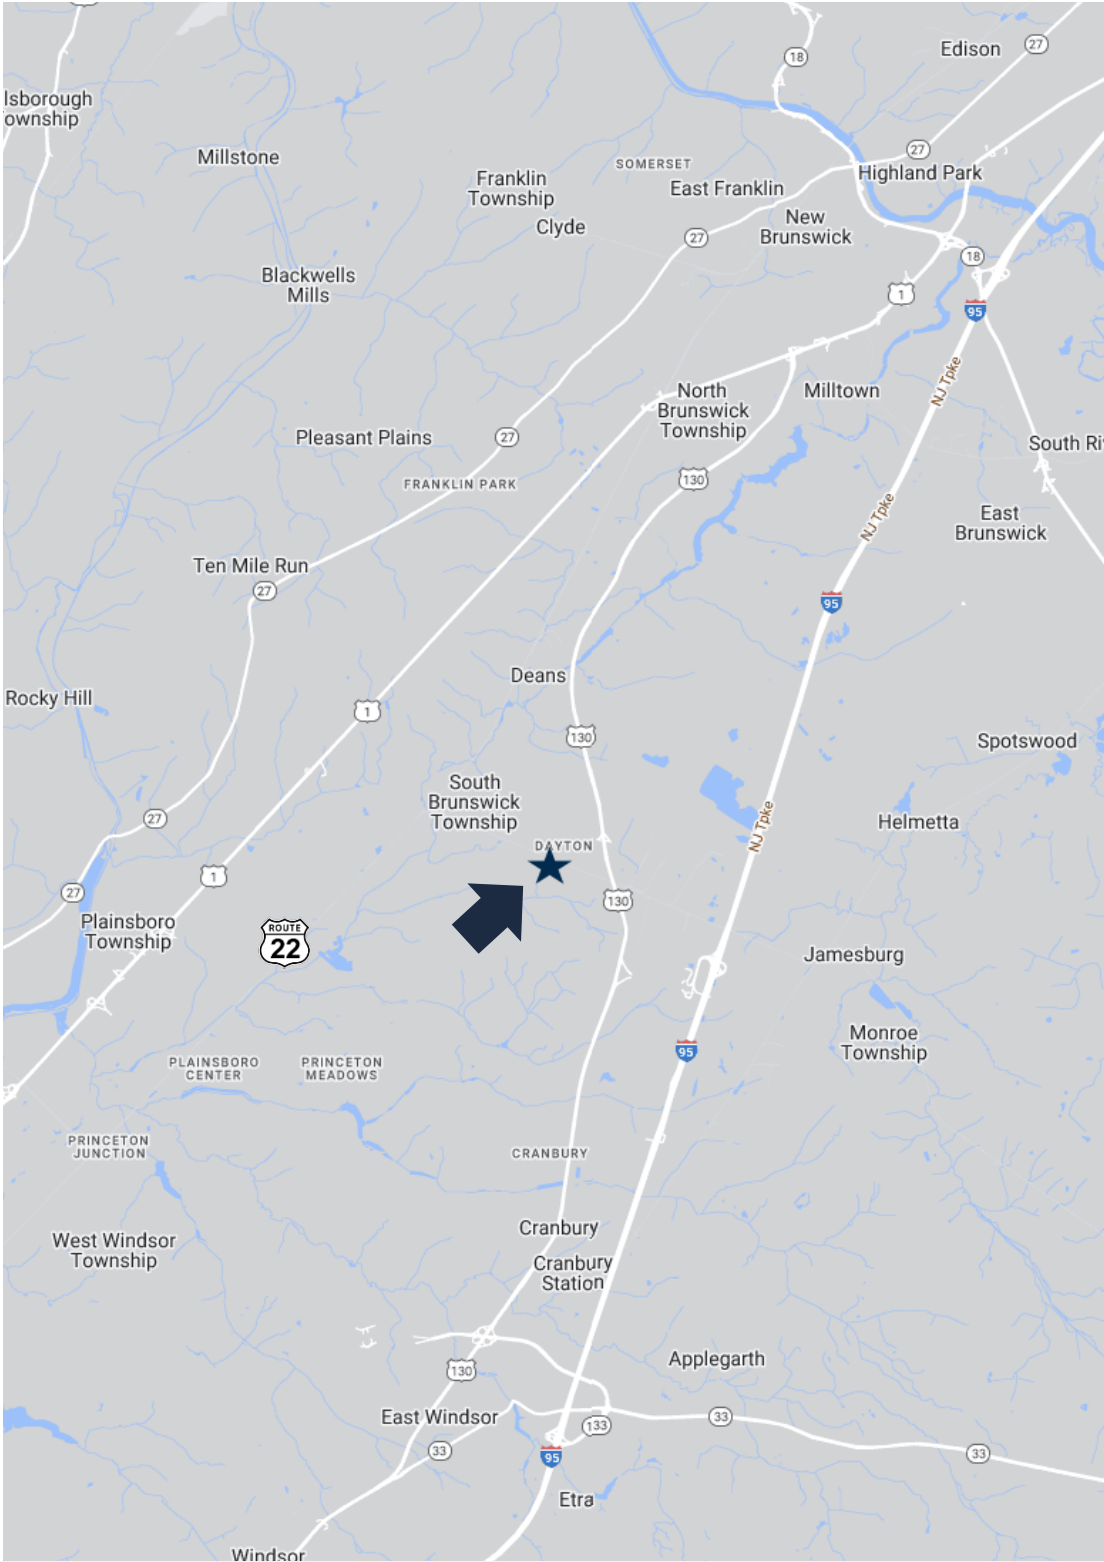 18
Edison
27
lsborough
ownship
27
Millstone
SOMERSET
Highland Park
Franklin
Township
East Franklin
Clyde
New
Brunswick
27
18
Blackwells
Mills
1
95
NJ Tpke
North
Brunswick
Township
Milltown
Pleasant Plains
27
South Ri
FRANKLIN PARK
130
NJ Tpke
East
Brunswick
Ten Mile Run
27
95
Deans
Rocky Hill
1
130
Spotswood
South
Brunswick
Township
NJ Tpke
27
Helmetta
DAYTON
1
27
130
Plainsboro
Township
ROUTE
22
Jamesburg
Monroe
Township
95
PLAINSBORO
CENTER
PRINCETON
MEADOWS
PRINCETON
JUNCTION
CRANBURY
Cranbury
West Windsor
Township
Cranbury
Station
130
Applegarth
East Windsor
133
33
33
33
95
Etra
Windsor